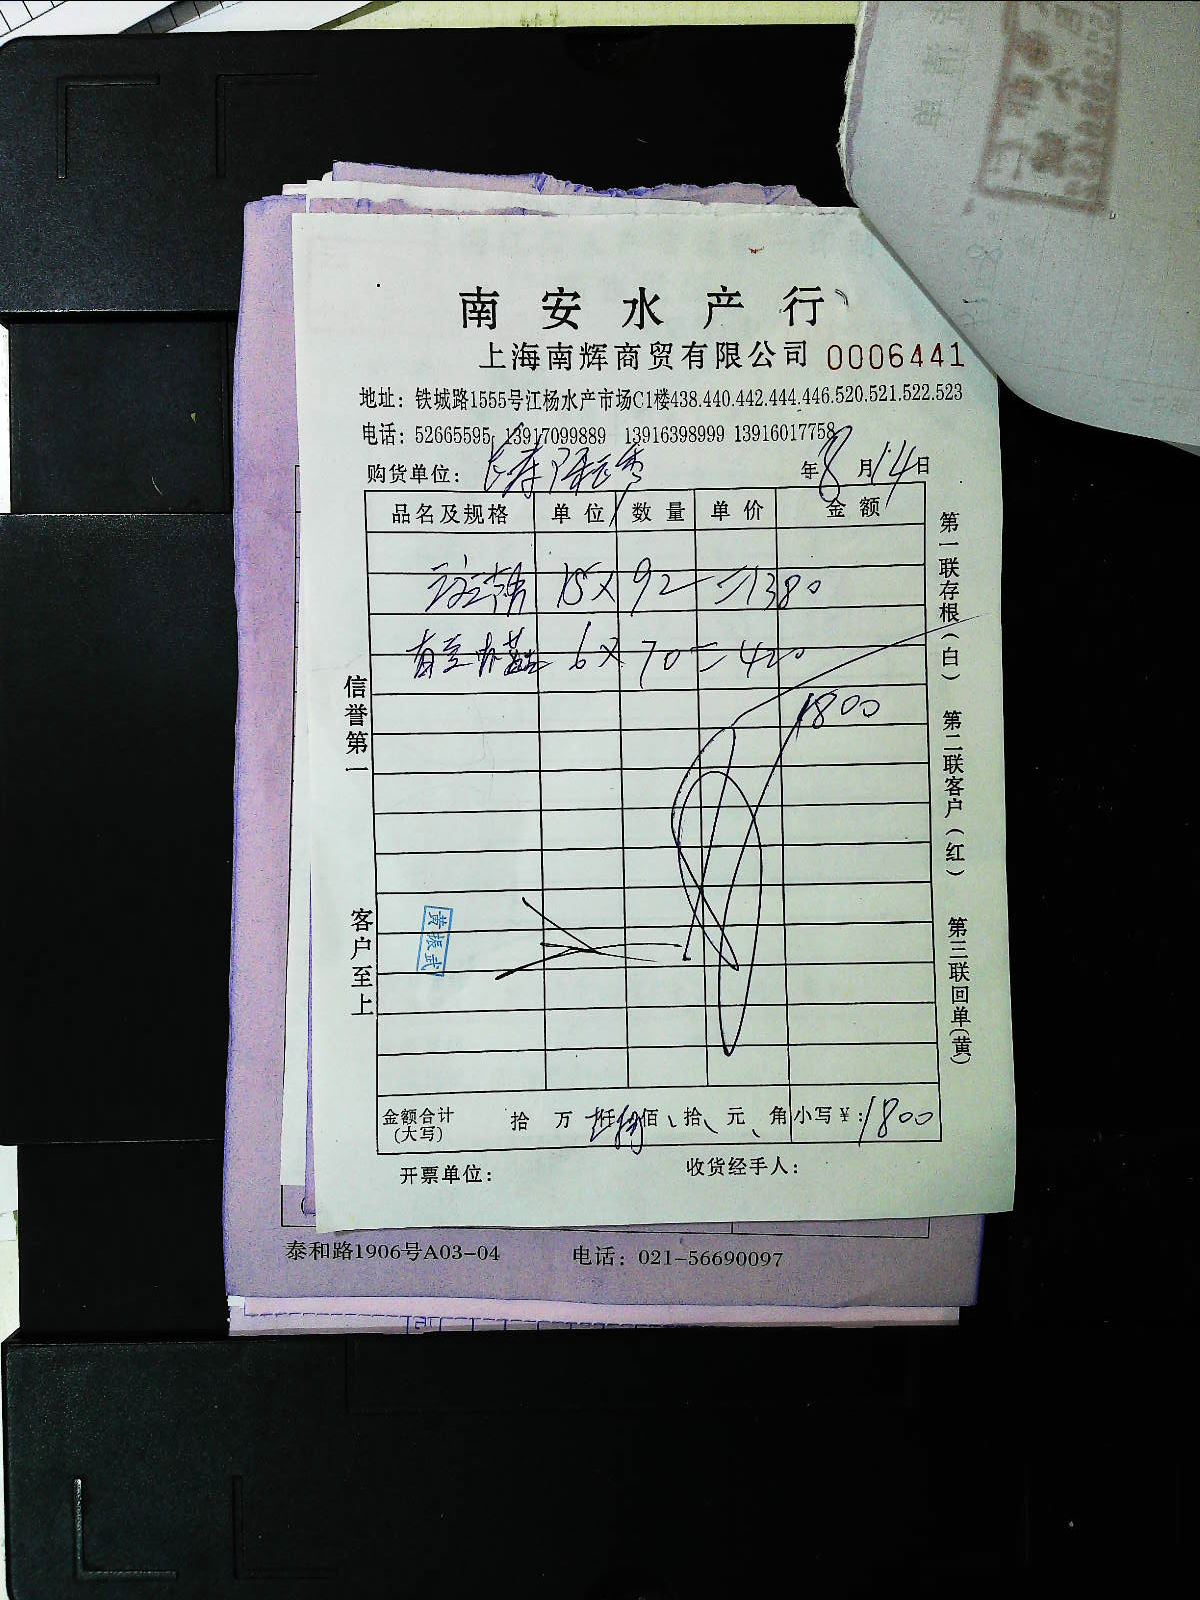 南安水产行
上海南辉商贸有限公司 0006441
地址：铁城路1555号江杨水产市场C1楼438.440.442.444.446.520.521.522.523
电话：52665595 13917099889 13916398999 13916017758
购货单位： 年8月14日
品名及规格 单位 数量 单价 金额
15×92=1380
6×70=420
1800
信誉第一
客户至上
黄振武
第一联存根（白） 第二联客户（红） 第三联回单（黄）
金额合计（大写） 拾 万 仟 佰 拾 元 角 小写￥：1800
开票单位： 收货经手人：
泰和路1906号A03-04 电话：021-56690097